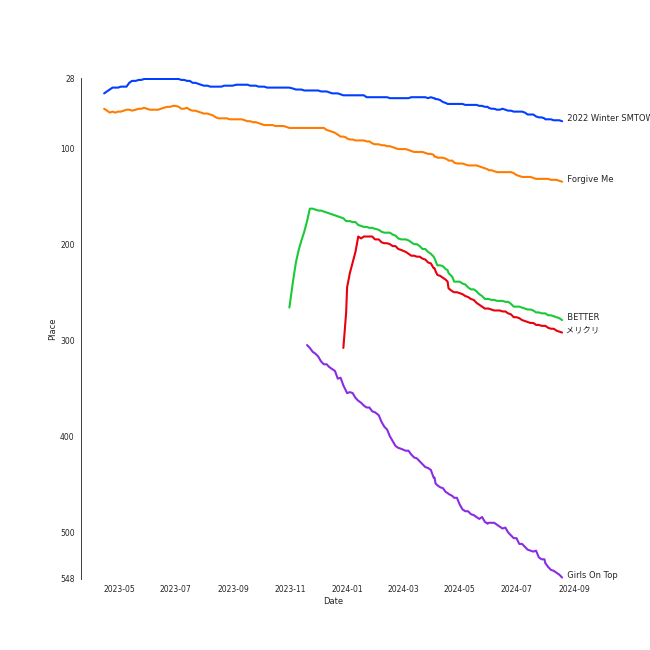 28
100
200
300
400
500
548
Place
2022 Winter SMTOW
Forgive Me
BETTER
メリクリ
Girls On Top
2023-05 2023-07 2023-09 2023-11 2024-01 2024-03 2024-05 2024-07 2024-09
Date